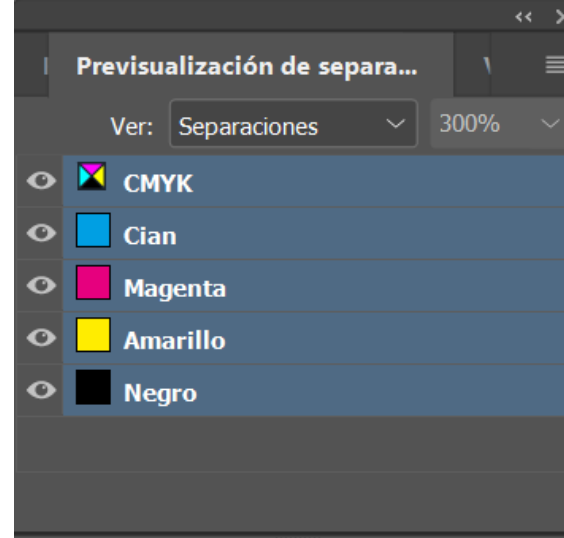 Previsualización de separa...
Ver: Separaciones 300%
CMYK
Cian
Magenta
Amarillo
Negro